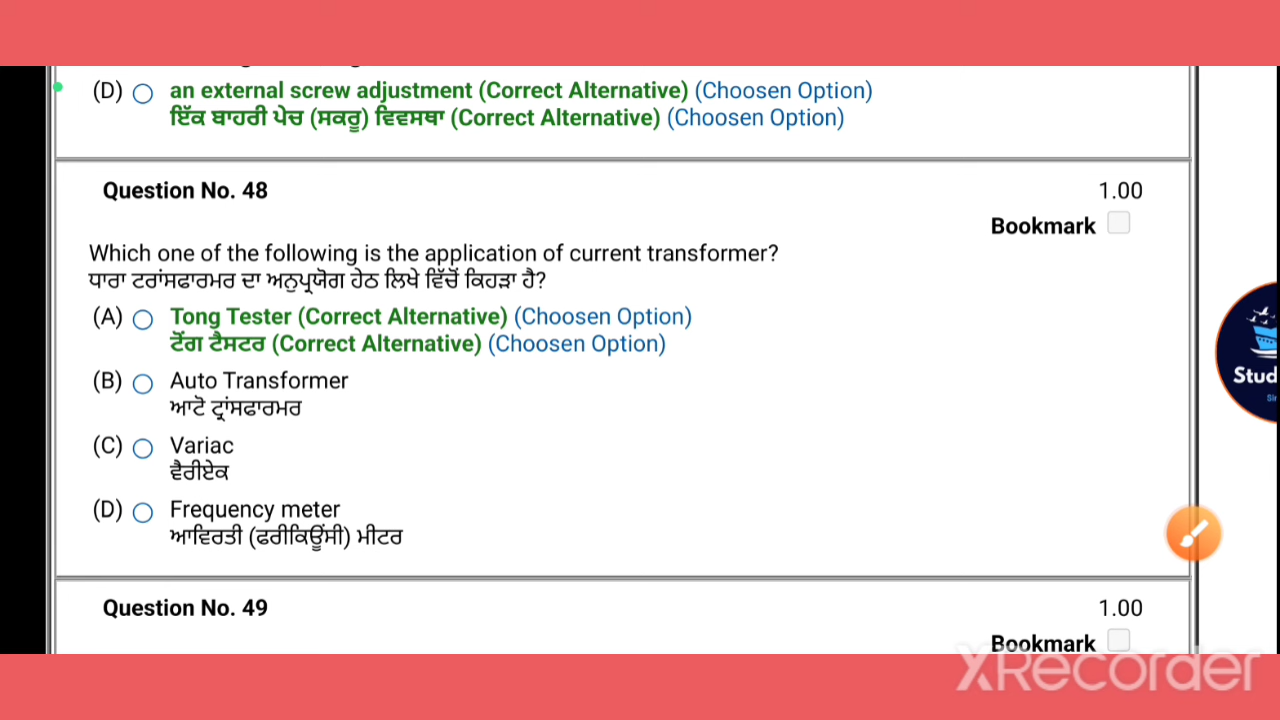 (D) an external screw adjustment (Correct Alternative) (Choosen Option)
ਇੱਕ ਬਾਹਰੀ ਪੇਚ (ਸਕਰੂ) ਵਿਵਸਥਾ (Correct Alternative) (Choosen Option)
Question No. 48 1.00
Bookmark
Which one of the following is the application of current transformer?
ਧਾਰਾ ਟਰਾਂਸਫਾਰਮਰ ਦਾ ਅਨੁਪ੍ਰਯੋਗ ਹੇਠ ਲਿਖੇ ਵਿੱਚੋਂ ਕਿਹੜਾ ਹੈ?
(A) Tong Tester (Correct Alternative) (Choosen Option)
ਟੋਂਗ ਟੈਸਟਰ (Correct Alternative) (Choosen Option)
(B) Auto Transformer
ਆਟੋ ਟ੍ਰਾਂਸਫਾਰਮਰ
(C) Variac
ਵੈਰੀਏਕ
(D) Frequency meter
ਆਵਿਰਤੀ (ਫਰੀਕਿਊਂਸੀ) ਮੀਟਰ
Stud
Question No. 49 1.00
Bookmark
XRecorder